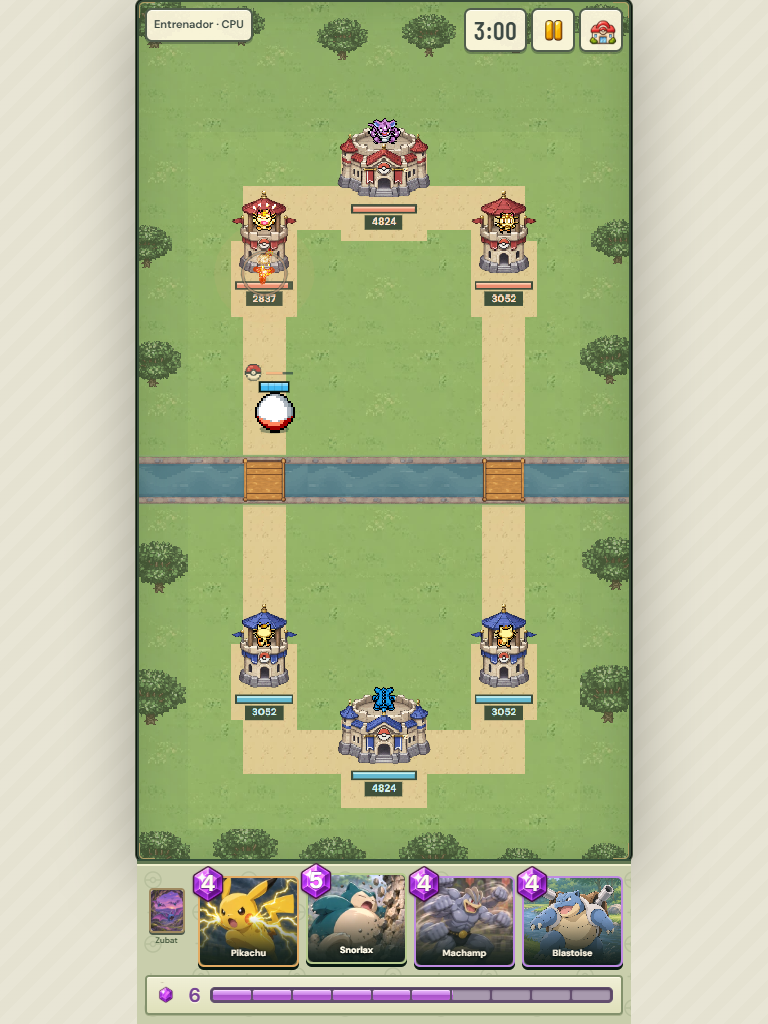 Entrenador · CPU
3:00
4824
2837
3052
3052
3052
4824
4
5
4
4
Zubat
Pikachu
Snorlax
Machamp
Blastoise
6